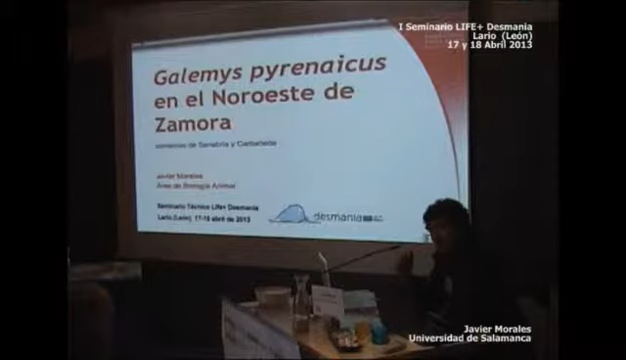 I Seminario LIFE+ Desmania
Lario (León)
17 y 18 Abril 2013
Galemys pyrenaicus
en el Noroeste de
Zamora
comarcas de Sanabria y Carballeda
Javier Morales
Área de Biología Animal
Seminario Técnico Life+ Desmania
Lario (León) 17-18 abril de 2013
desmania
Javier Morales
Universidad de Salamanca